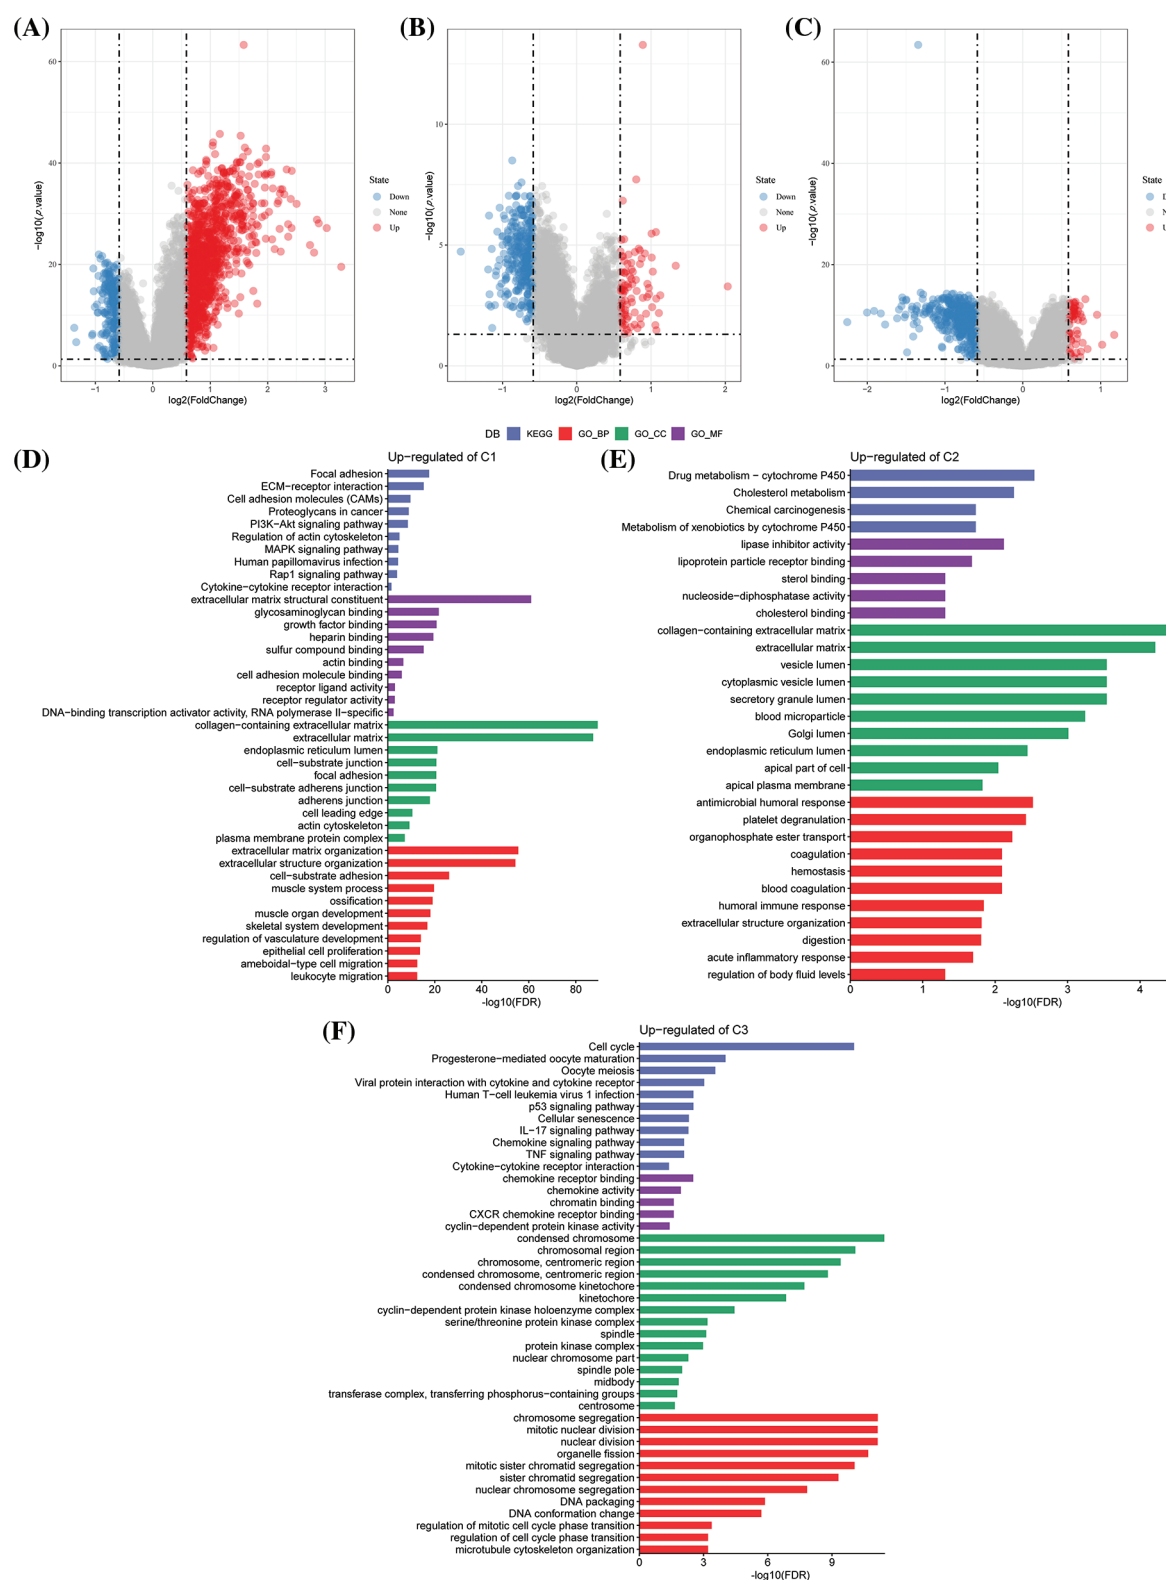 (A)
60
40
20
0
−log10(p.value)
−1
0
1
2
3
log2(FoldChange)
State
Down
None
Up
(B)
10
5
0
−log10(p.value)
−1
0
1
2
log2(FoldChange)
State
Down
None
Up
(C)
60
40
20
0
−log10(p.value)
−2
−1
0
1
log2(FoldChange)
State
D
N
U
DB KEGG GO_BP GO_CC GO_MF
(D)
Up−regulated of C1
Focal adhesion
ECM−receptor interaction
Cell adhesion molecules (CAMs)
Proteoglycans in cancer
PI3K−Akt signaling pathway
Regulation of actin cytoskeleton
MAPK signaling pathway
Human papillomavirus infection
Rap1 signaling pathway
Cytokine−cytokine receptor interaction
extracellular matrix structural constituent
glycosaminoglycan binding
growth factor binding
heparin binding
sulfur compound binding
actin binding
cell adhesion molecule binding
receptor ligand activity
receptor regulator activity
DNA−binding transcription activator activity, RNA polymerase II−specific
collagen−containing extracellular matrix
extracellular matrix
endoplasmic reticulum lumen
cell−substrate junction
focal adhesion
cell−substrate adherens junction
adherens junction
cell leading edge
actin cytoskeleton
plasma membrane protein complex
extracellular matrix organization
extracellular structure organization
cell−substrate adhesion
muscle system process
ossification
muscle organ development
skeletal system development
regulation of vasculature development
epithelial cell proliferation
ameboidal−type cell migration
leukocyte migration
0 20 40 60 80
-log10(FDR)
(E)
Up−regulated of C2
Drug metabolism − cytochrome P450
Cholesterol metabolism
Chemical carcinogenesis
Metabolism of xenobiotics by cytochrome P450
lipase inhibitor activity
lipoprotein particle receptor binding
sterol binding
nucleoside−diphosphatase activity
cholesterol binding
collagen−containing extracellular matrix
extracellular matrix
vesicle lumen
cytoplasmic vesicle lumen
secretory granule lumen
blood microparticle
Golgi lumen
endoplasmic reticulum lumen
apical part of cell
apical plasma membrane
antimicrobial humoral response
platelet degranulation
organophosphate ester transport
coagulation
hemostasis
blood coagulation
humoral immune response
extracellular structure organization
digestion
acute inflammatory response
regulation of body fluid levels
0 1 2 3 4
-log10(FDR)
(F)
Up−regulated of C3
Cell cycle
Progesterone−mediated oocyte maturation
Oocyte meiosis
Viral protein interaction with cytokine and cytokine receptor
Human T−cell leukemia virus 1 infection
p53 signaling pathway
Cellular senescence
IL−17 signaling pathway
Chemokine signaling pathway
TNF signaling pathway
Cytokine−cytokine receptor interaction
chemokine receptor binding
chemokine activity
chromatin binding
CXCR chemokine receptor binding
cyclin−dependent protein kinase activity
condensed chromosome
chromosomal region
chromosome, centromeric region
condensed chromosome, centromeric region
condensed chromosome kinetochore
kinetochore
cyclin−dependent protein kinase holoenzyme complex
serine/threonine protein kinase complex
spindle
protein kinase complex
nuclear chromosome part
spindle pole
midbody
transferase complex, transferring phosphorus−containing groups
centrosome
chromosome segregation
mitotic nuclear division
nuclear division
organelle fission
mitotic sister chromatid segregation
sister chromatid segregation
nuclear chromosome segregation
DNA packaging
DNA conformation change
regulation of mitotic cell cycle phase transition
regulation of cell cycle phase transition
microtubule cytoskeleton organization
0 3 6 9
-log10(FDR)